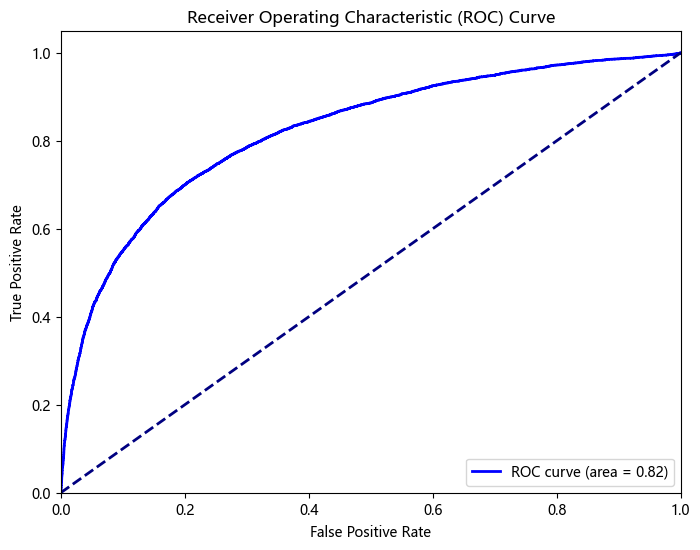 Receiver Operating Characteristic (ROC) Curve
1.0
0.8
0.6
0.4
0.2
0.0
True Positive Rate
ROC curve (area = 0.82)
0.0 0.2 0.4 0.6 0.8 1.0
False Positive Rate